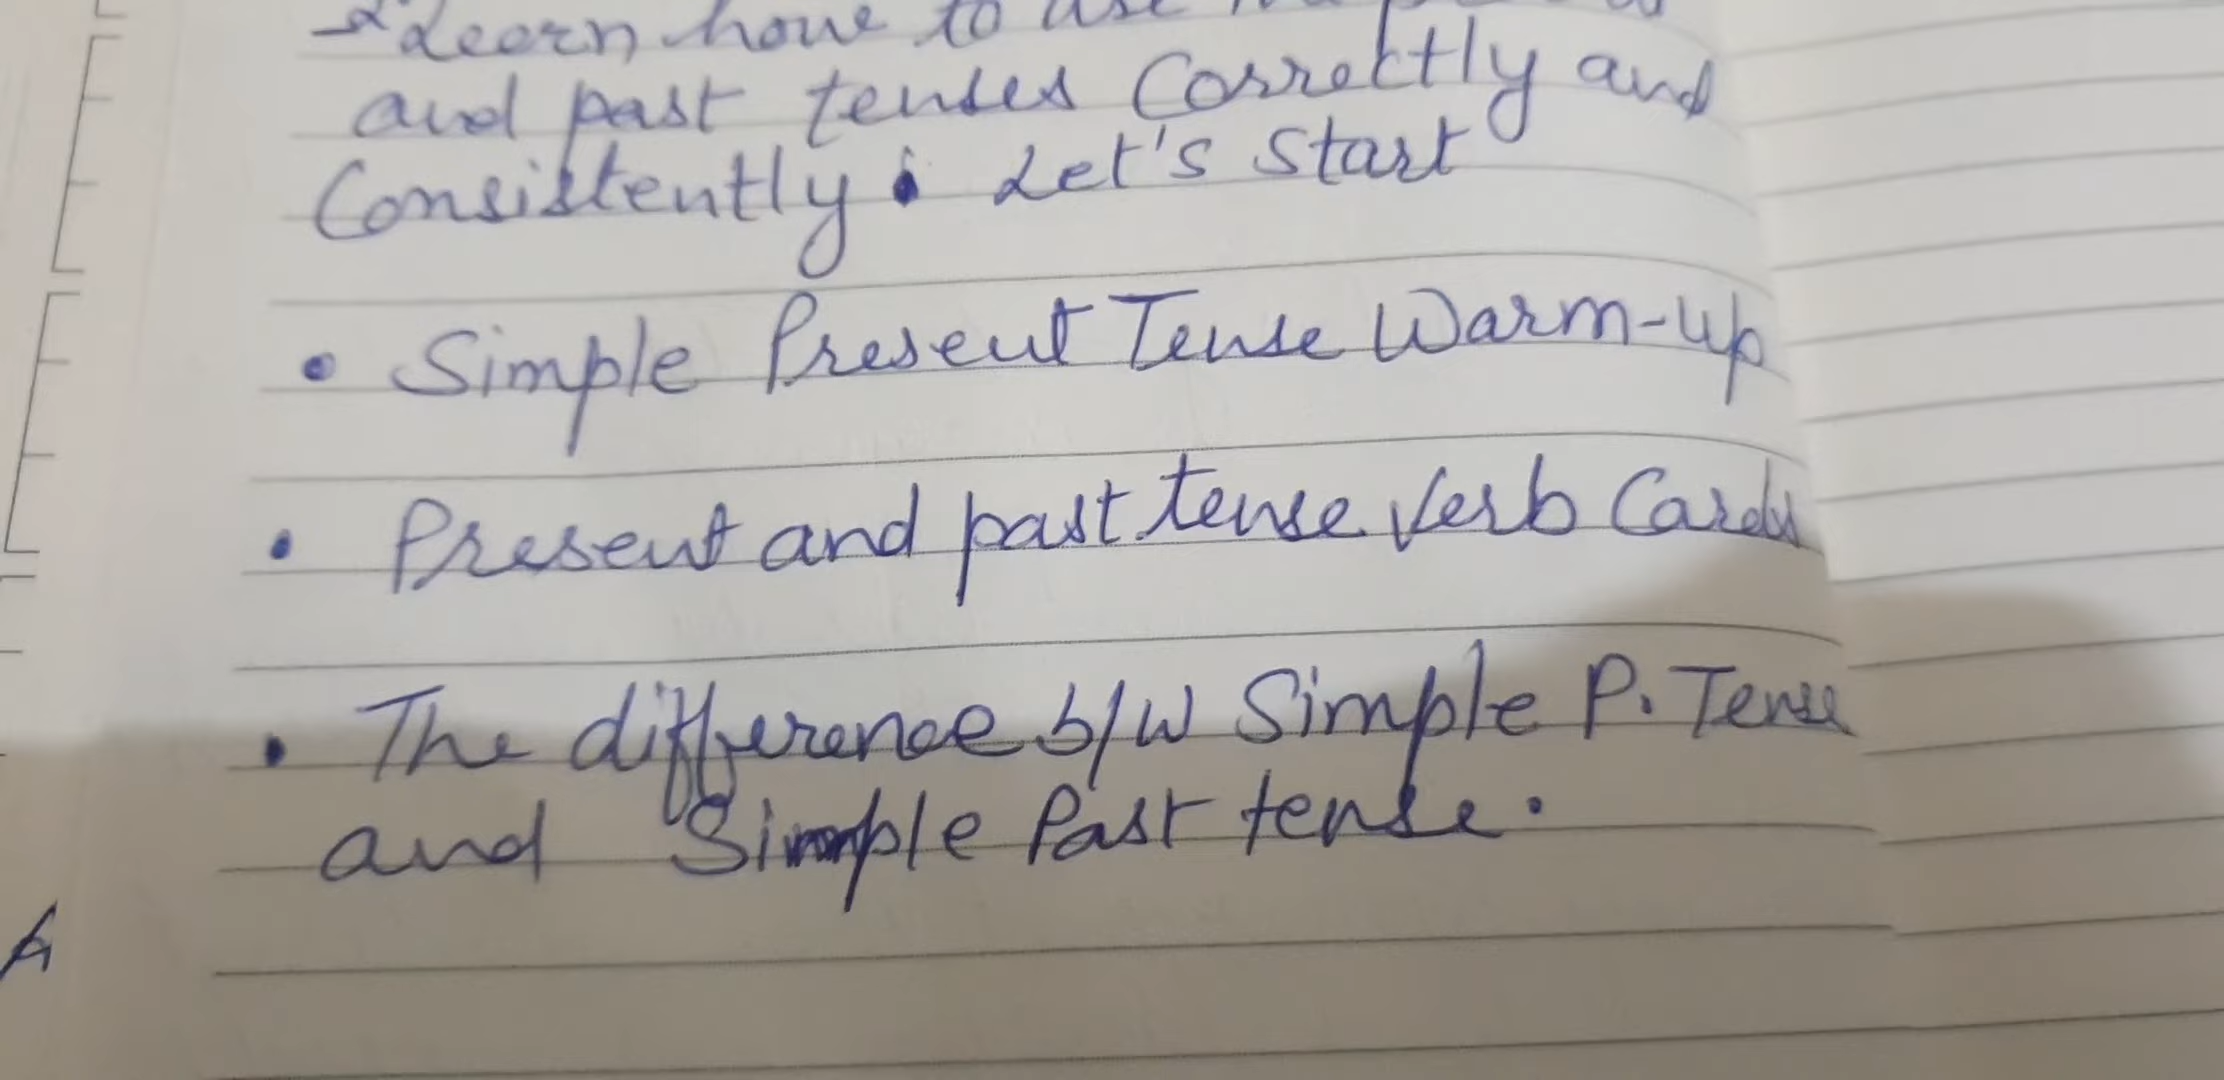 Learn how to use
and past tenses Correctly and
Consistently. Let's Start
• Simple Present Tense Warm-up
• Present and past tense Verb Cards
• The difference b/w Simple P. Tense
and Simple Past tense.